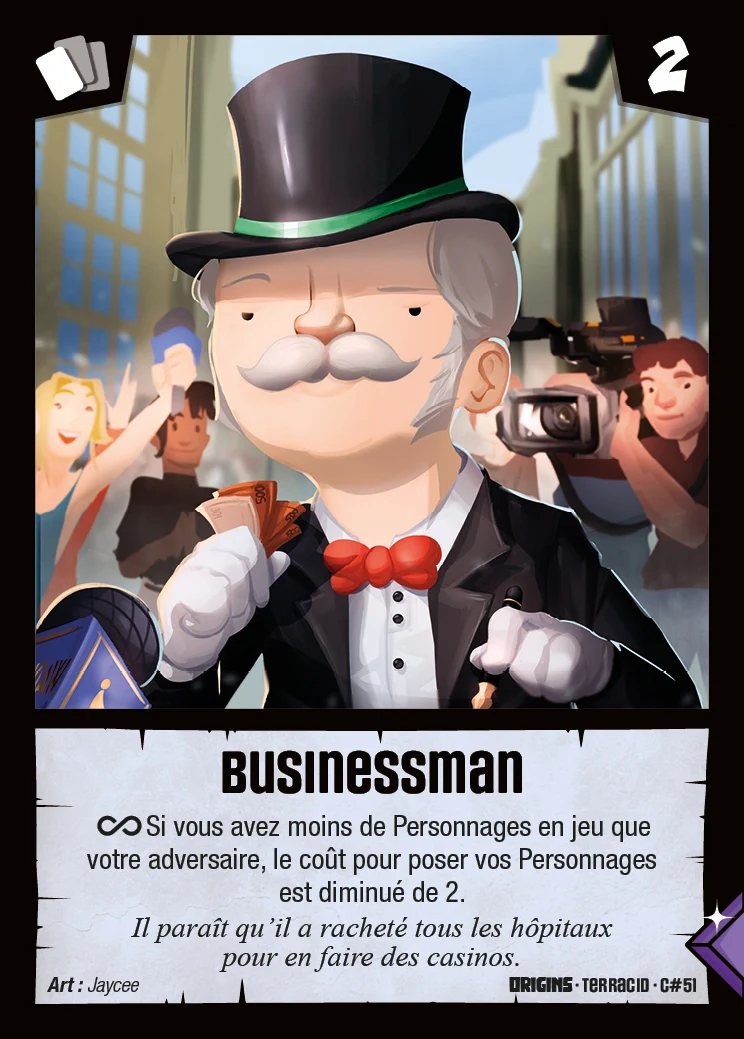 2
Businessman
∞ Si vous avez moins de Personnages en jeu que
votre adversaire, le coût pour poser vos Personnages
est diminué de 2.
Il paraît qu'il a racheté tous les hôpitaux
pour en faire des casinos.
Art : Jaycee
ORIGINS · TERRACID · C#51